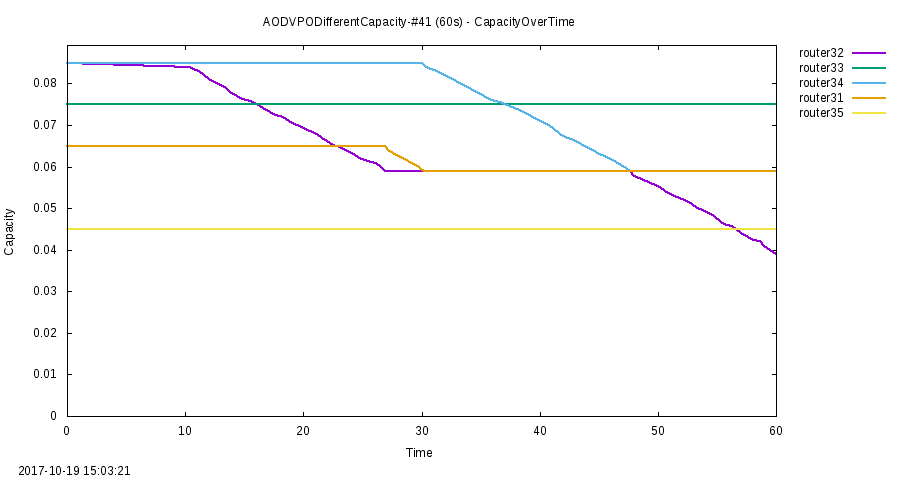 AODVPODifferentCapacity-#41 (60s) - CapacityOverTime
router32
router33
router34
router31
router35
0.08
0.07
0.06
0.05
0.04
0.03
0.02
0.01
0
Capacity
0 10 20 30 40 50 60
Time
2017-10-19 15:03:21